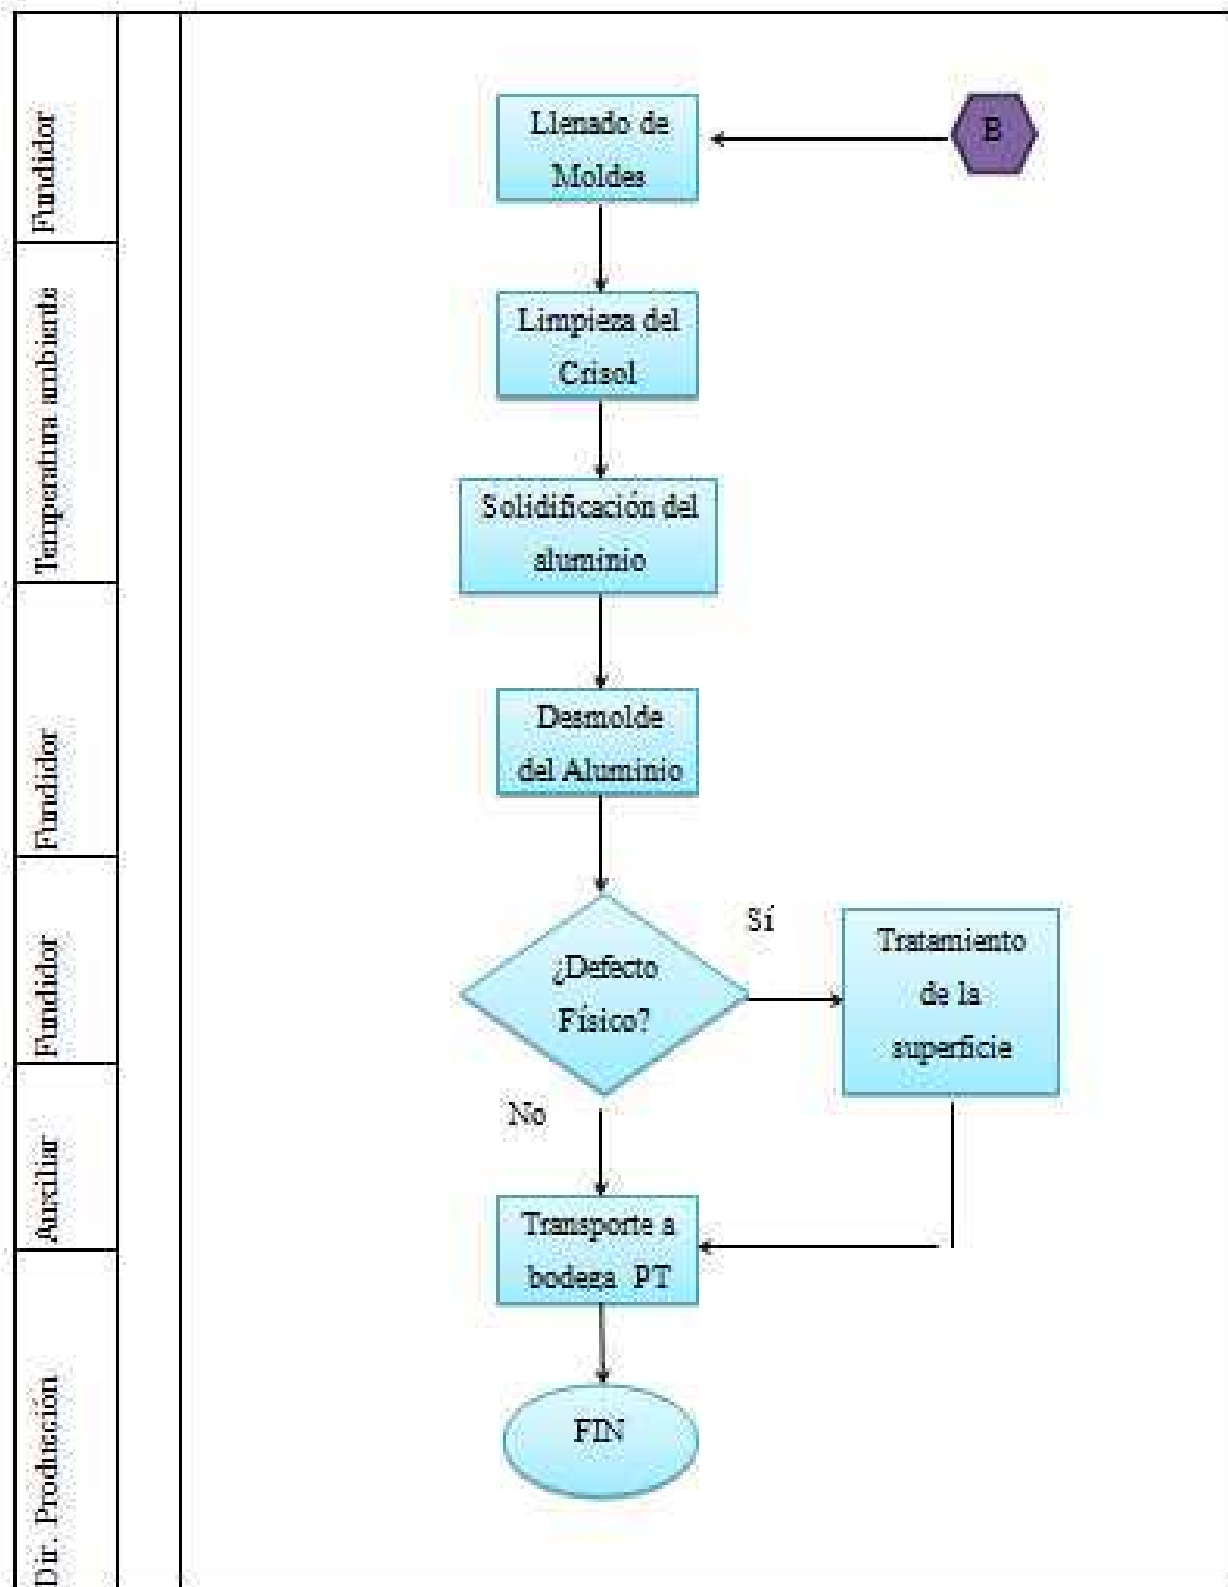 Fundidor
Temperatura ambiente
Fundidor
Fundidor
Auxiliar
Dir. Producción
Llenado de
Moldes
B
Limpieza del
Crisol
Solidificación del
aluminio
Desmolde
del Aluminio
¿Defecto
Físico?
Sí
Tratamiento
de la
superficie
No
Transporte a
bodega PT
FIN